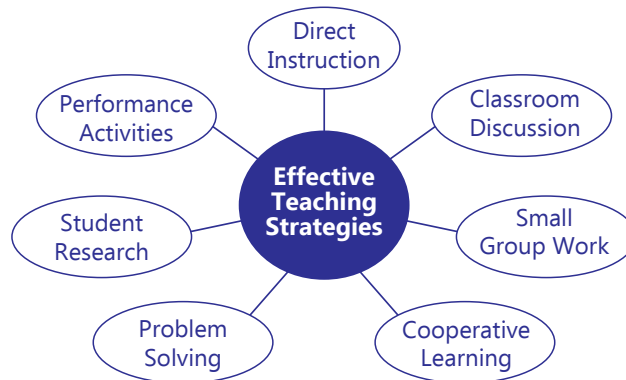 Direct
Instruction
Performance
Activities
Classroom
Discussion
Effective
Teaching
Strategies
Student
Research
Small
Group Work
Problem
Solving
Cooperative
Learning